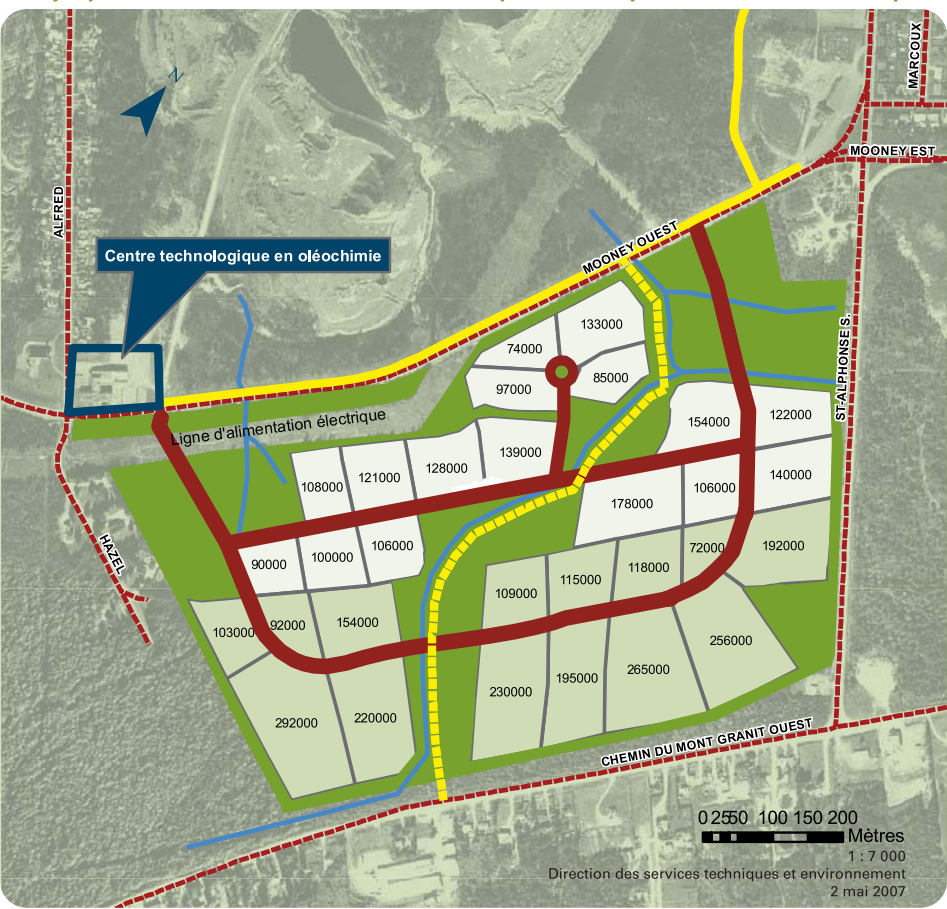 MARCOUX
N
MOONEY EST
ALFRED
MOONEY OUEST
Centre technologique en oléochimie
133000
74000
ST-ALPHONSE S.
85000
97000
Ligne d'alimentation électrique
122000
154000
139000
128000
121000
108000
140000
106000
178000
106000
100000
90000
HAZEL
192000
72000
118000
115000
109000
154000
92000
103000
256000
265000
195000
230000
220000
292000
CHEMIN DU MONT GRANIT OUEST
0 25 50 100 150 200
Mètres
1 : 7 000
Direction des services techniques et environnement
2 mai 2007